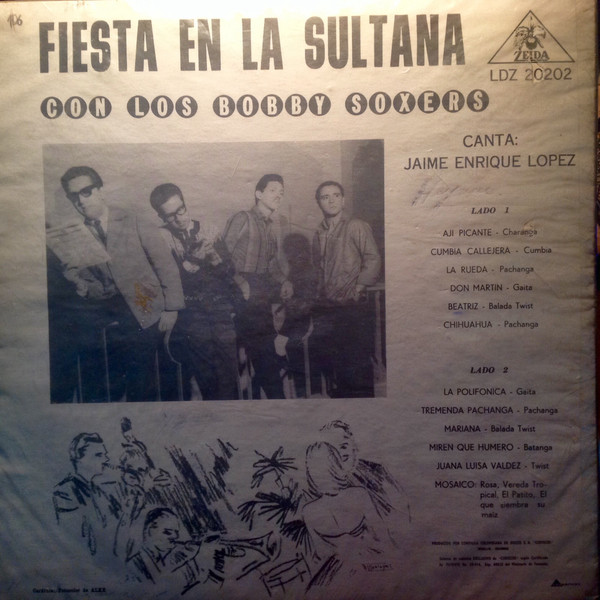 106
FIESTA EN LA SULTANA
ZEIDA
LDZ 20202
CON LOS BOBBY SOXERS
CANTA:
JAIME ENRIQUE LOPEZ
LADO 1
AJI PICANTE - Charanga
CUMBIA CALLEJERA - Cumbia
LA RUEDA - Pachanga
DON MARTIN - Gaita
BEATRIZ - Balada Twist
CHIHUAHUA - Pachanga
LADO 2
LA POLIFONICA - Gaita
TREMENDA PACHANGA - Pachanga
MARIANA - Balada Twist
MIREN QUE HUMERO - Batanga
JUANA LUISA VALDEZ - Twist
MOSAICO: Rosa, Vereda Tro-
pical, El Pasito, El
que siembra su
maíz